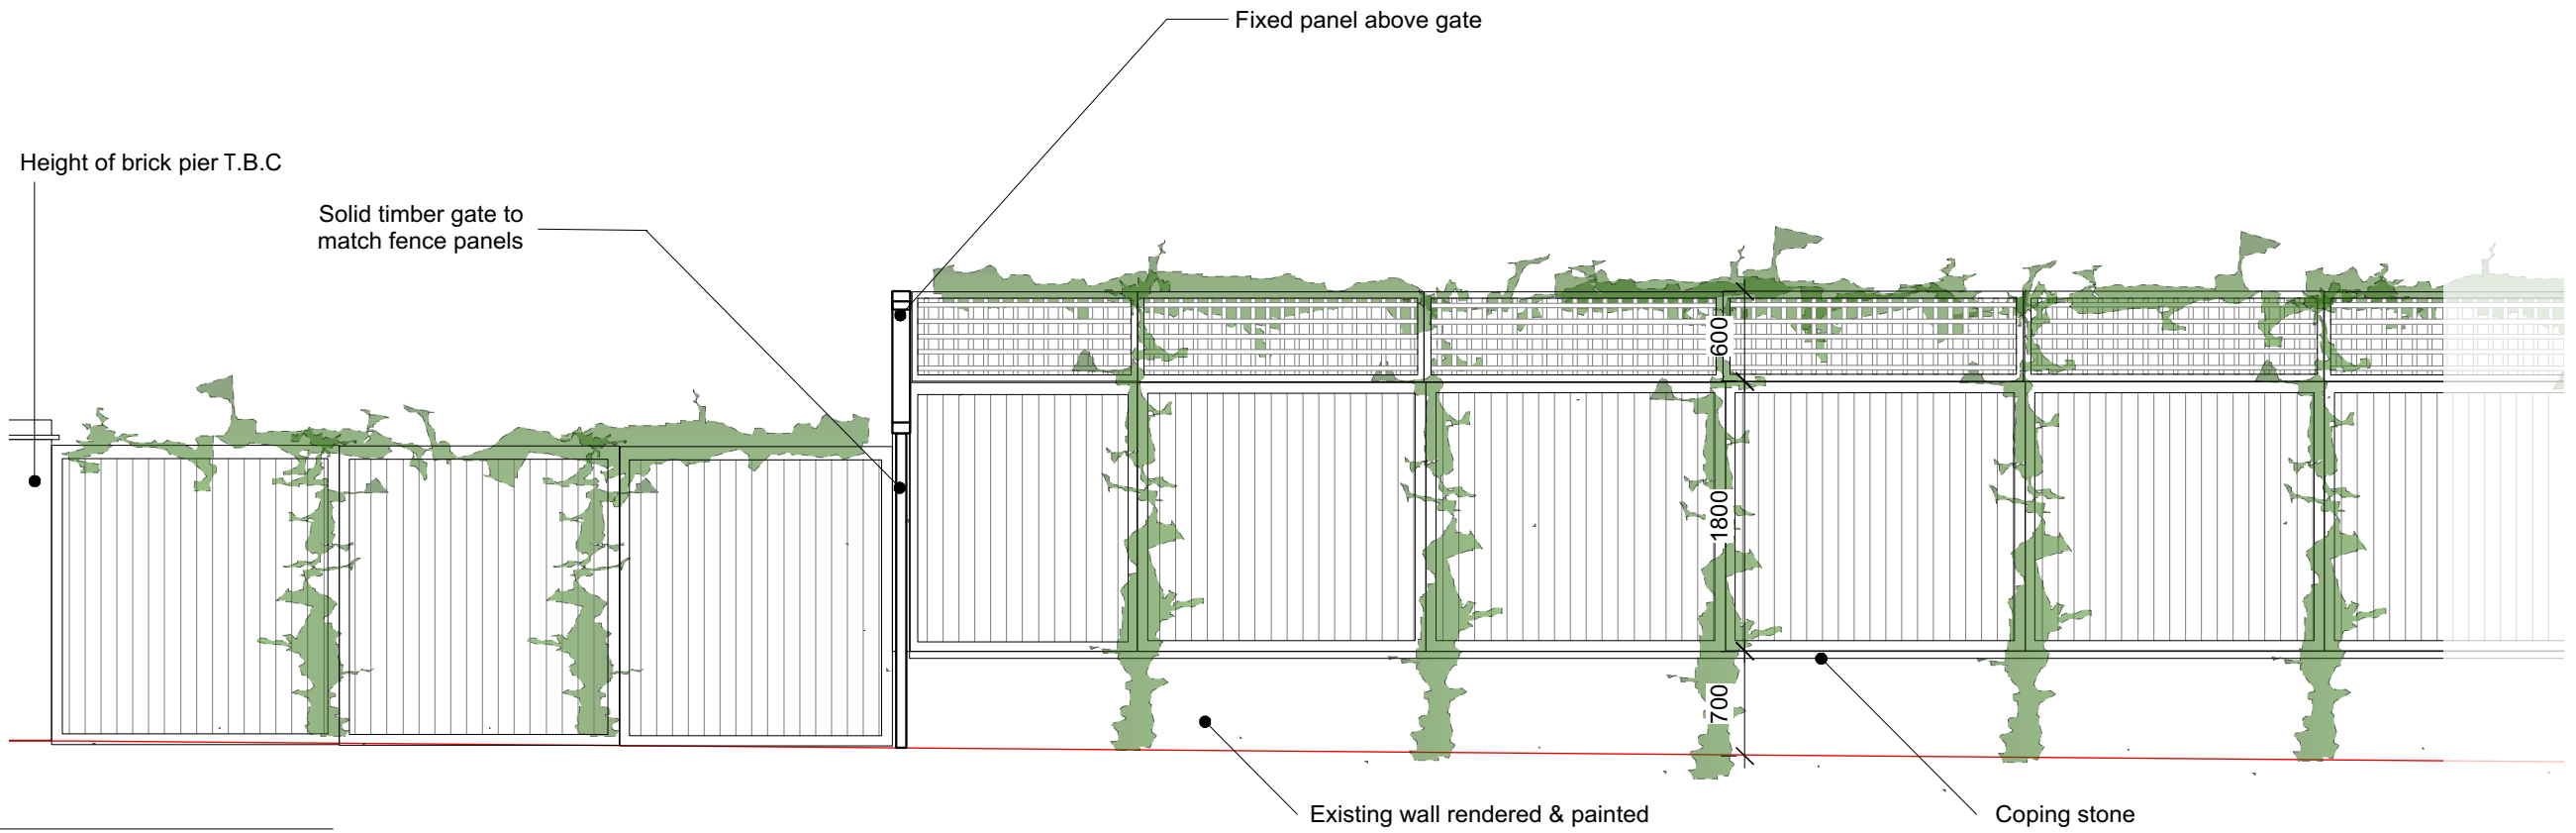 Fixed panel above gate
Height of brick pier T.B.C
Solid timber gate to
match fence panels
600
1800
700
Existing wall rendered & painted
Coping stone